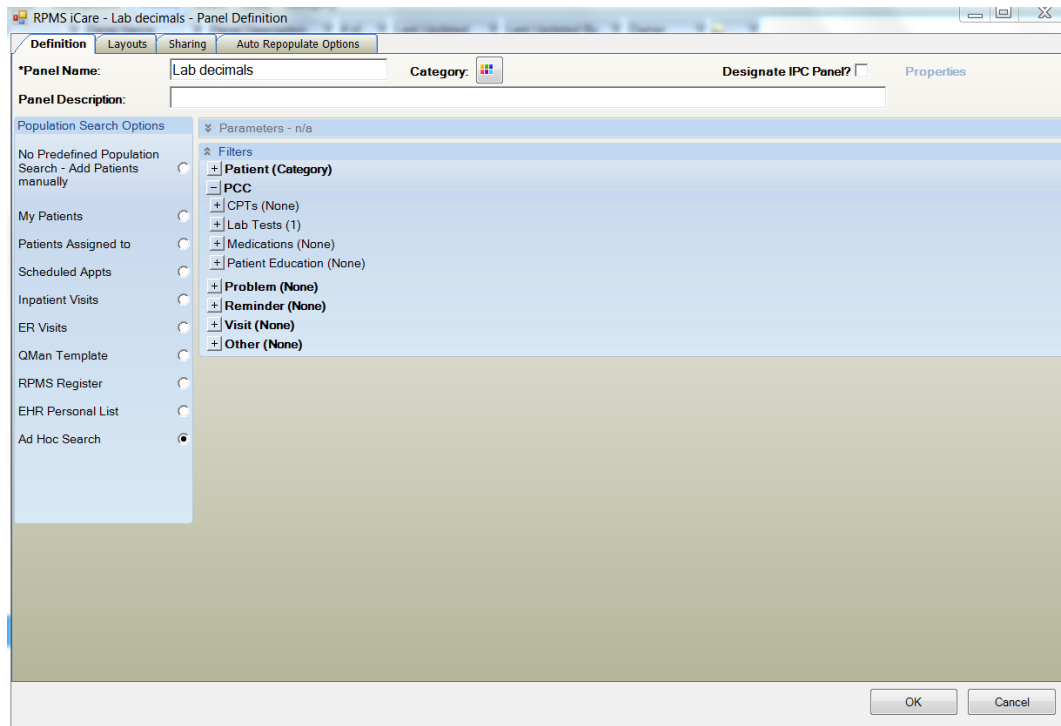 RPMS iCare - Lab decimals - Panel Definition
Definition Layouts Sharing Auto Repopulate Options
*Panel Name: Lab decimals Category: Designate IPC Panel? Properties
Panel Description:
Population Search Options
No Predefined Population
Search - Add Patients
manually
My Patients
Patients Assigned to
Scheduled Appts
Inpatient Visits
ER Visits
QMan Template
RPMS Register
EHR Personal List
Ad Hoc Search
Parameters - n/a
Filters
Patient (Category)
PCC
CPTs (None)
Lab Tests (1)
Medications (None)
Patient Education (None)
Problem (None)
Reminder (None)
Visit (None)
Other (None)
OK Cancel